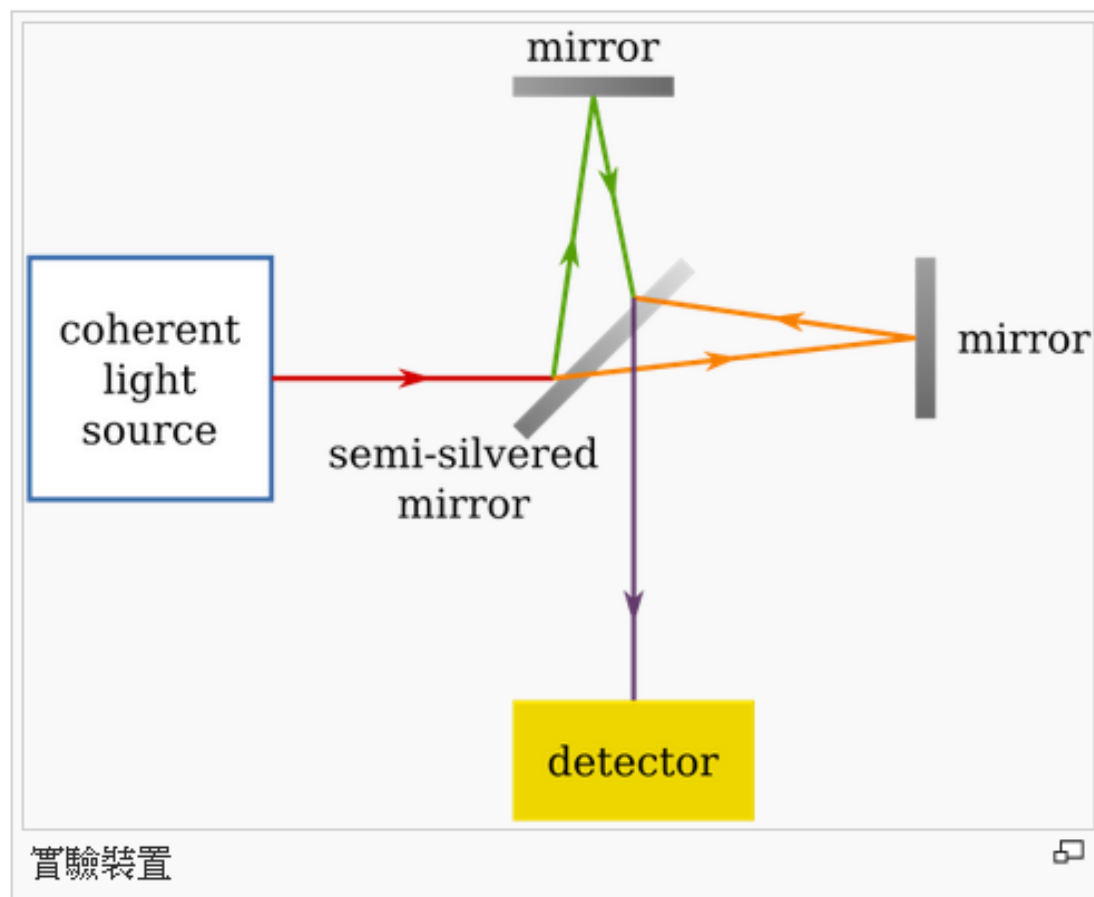 mirror
coherent
light
source
mirror
semi-silvered
mirror
detector
實驗裝置